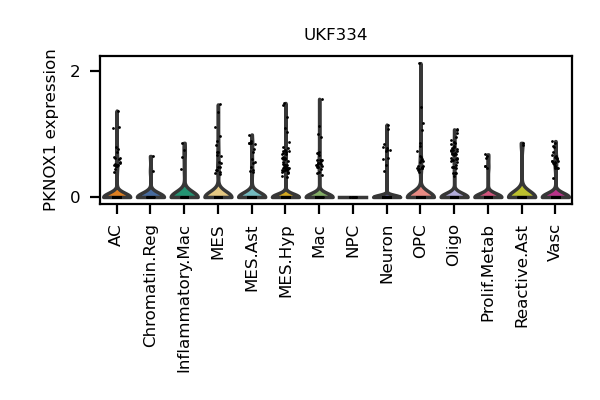 UKF334
PKNOX1 expression
2
0
AC
Chromatin.Reg
Inflammatory.Mac
MES
MES.Ast
MES.Hyp
Mac
NPC
Neuron
OPC
Oligo
Prolif.Metab
Reactive.Ast
Vasc